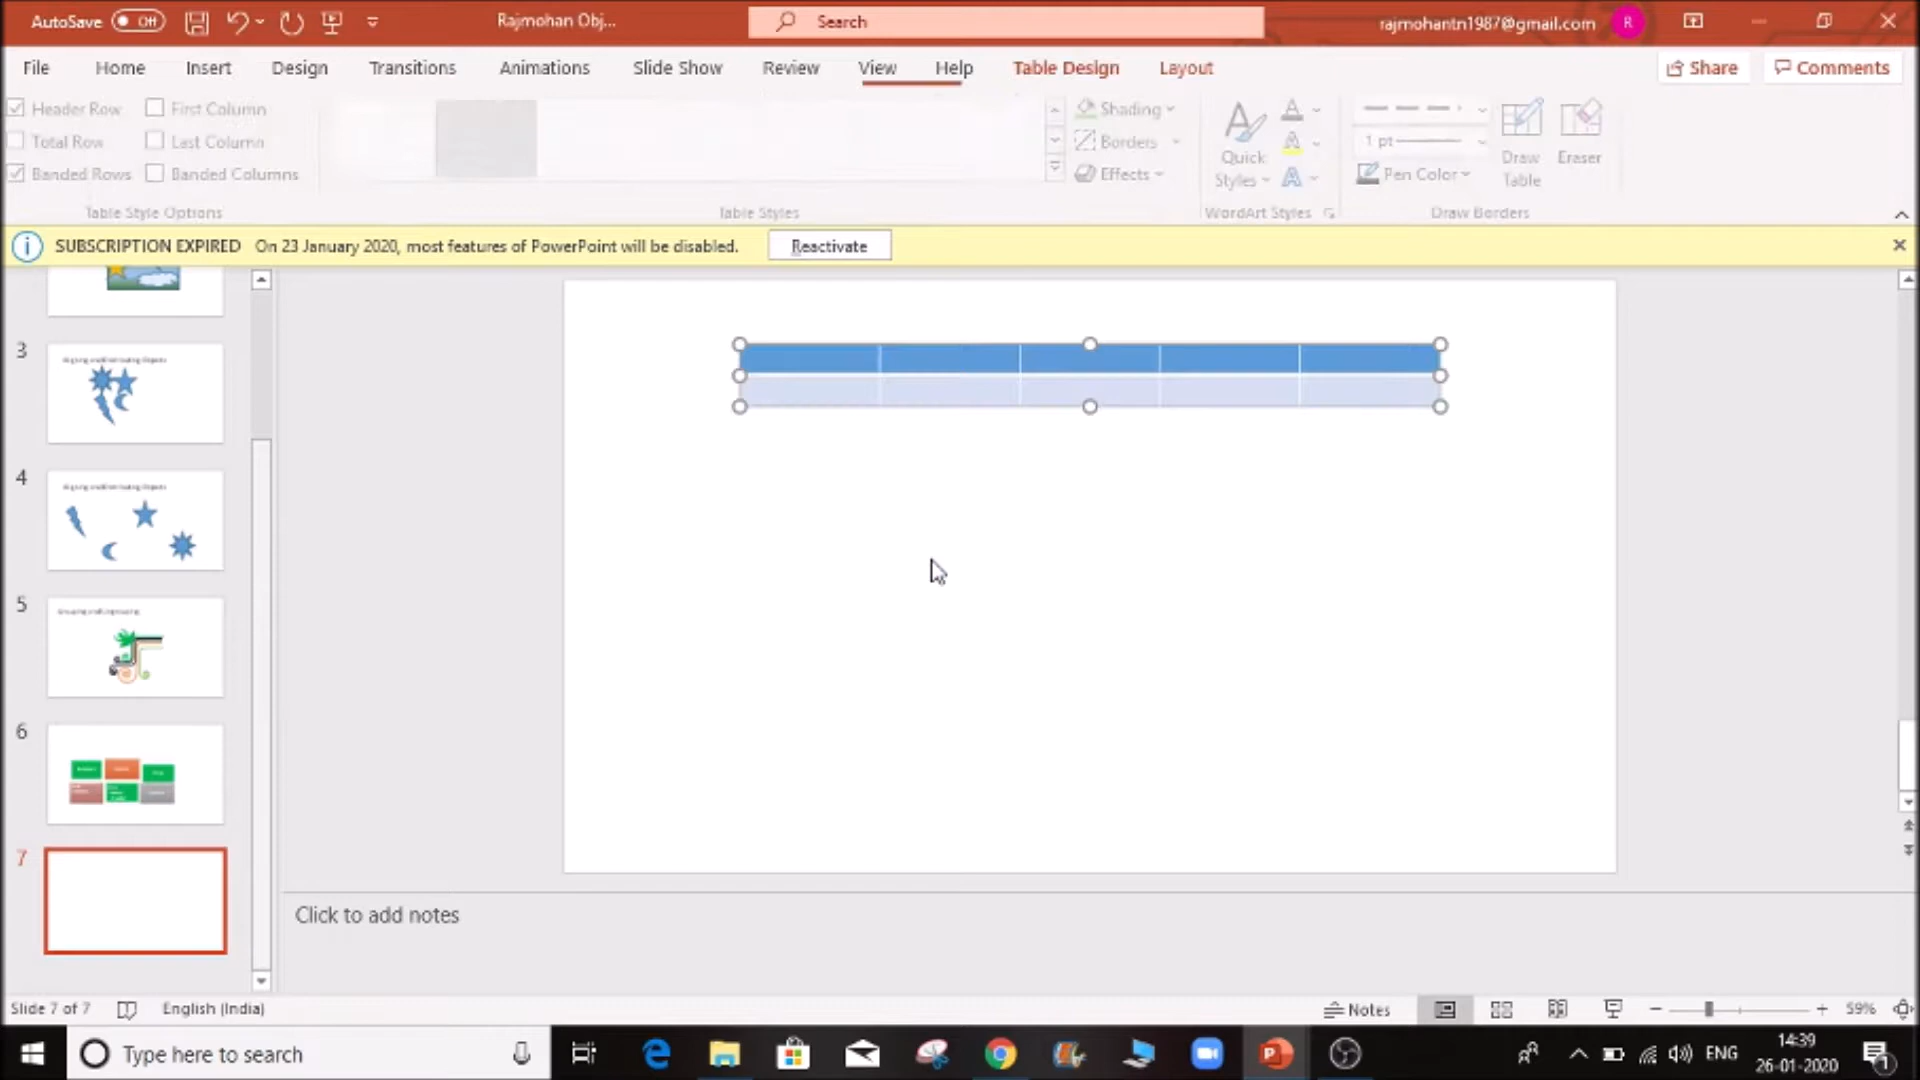 AutoSave Off Rajmohan Obj... Search rajmohantn1987@gmail.com R
File Home Insert Design Transitions Animations Slide Show Review View Help Table Design Layout Share Comments
Header Row First Column Shading
Total Row Last Column Borders 1 pt
Banded Rows Banded Columns Effects Quick Styles Pen Color Draw Table Eraser
Table Style Options Table Styles WordArt Styles Draw Borders
SUBSCRIPTION EXPIRED On 23 January 2020, most features of PowerPoint will be disabled. Reactivate
3
4
5
6
7
Click to add notes
Slide 7 of 7 English (India) Notes 59%
Type here to search ENG 14:39
26-01-2020